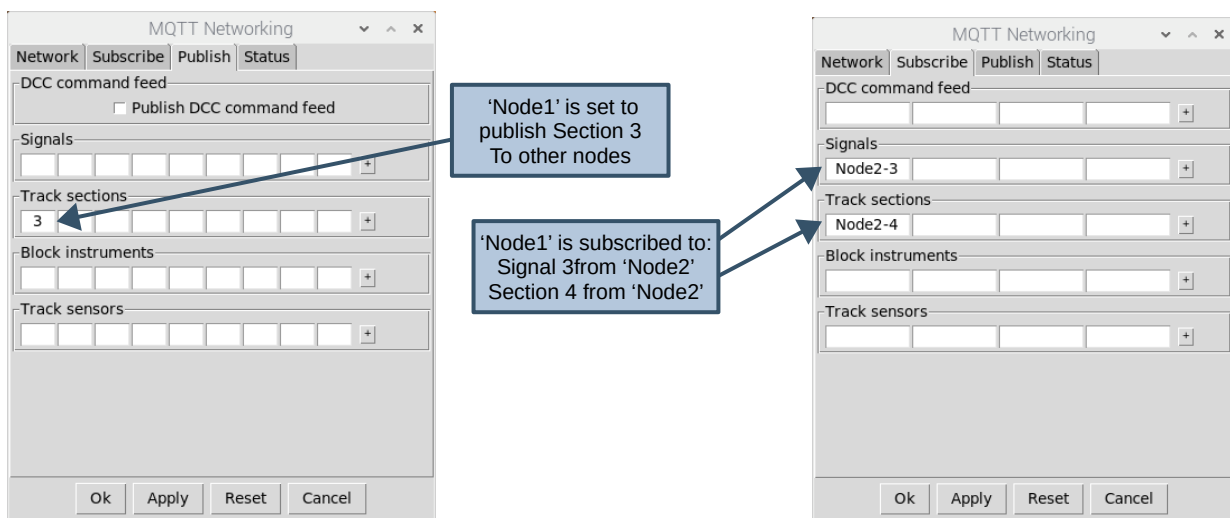 MQTT Networking
Network Subscribe Publish Status
DCC command feed
Publish DCC command feed
Signals
+
Track sections
3
+
Block instruments
+
Track sensors
+
Ok Apply Reset Cancel
‘Node1’ is set to
publish Section 3
To other nodes
‘Node1’ is subscribed to:
Signal 3from ‘Node2’
Section 4 from ‘Node2’
MQTT Networking
Network Subscribe Publish Status
DCC command feed
+
Signals
Node2-3
+
Track sections
Node2-4
+
Block instruments
+
Track sensors
+
Ok Apply Reset Cancel